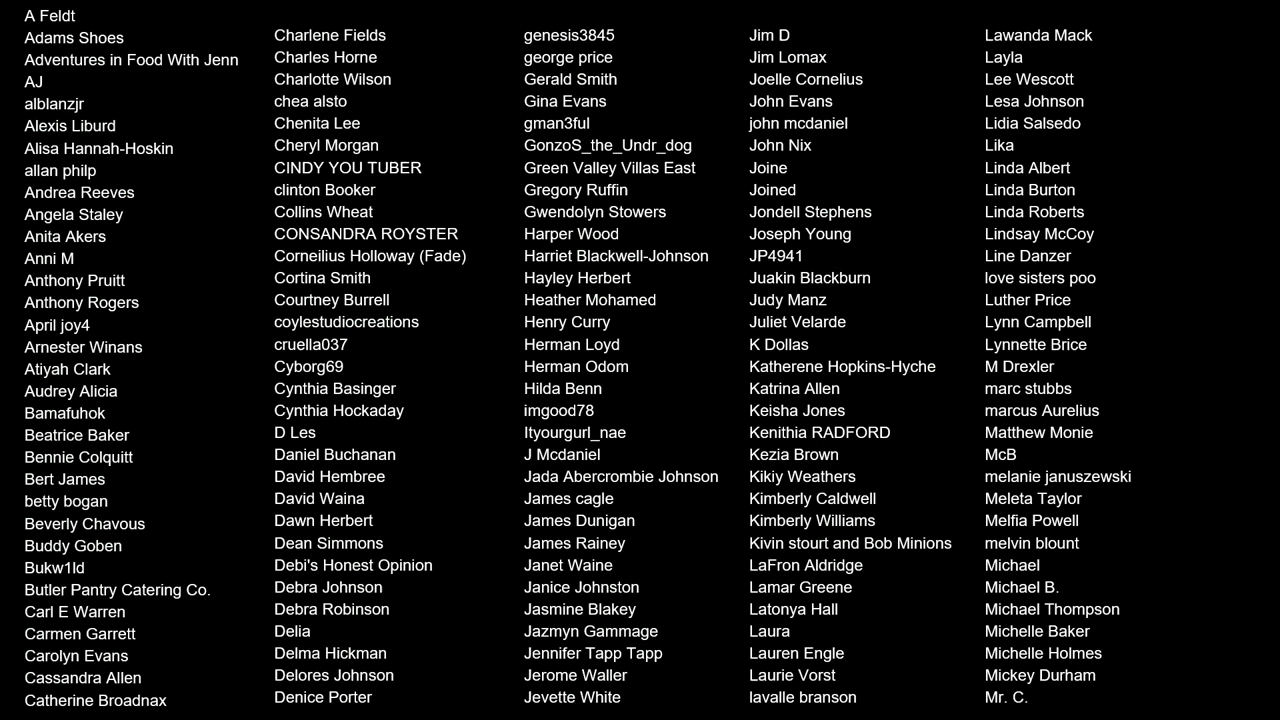 A Feldt
Adams Shoes
Adventures in Food With Jenn
AJ
alblanzjr
Alexis Liburd
Alisa Hannah-Hoskin
allan philp
Andrea Reeves
Angela Staley
Anita Akers
Anni M
Anthony Pruitt
Anthony Rogers
April joy4
Arnester Winans
Atiyah Clark
Audrey Alicia
Bamafuhok
Beatrice Baker
Bennie Colquitt
Bert James
betty bogan
Beverly Chavous
Buddy Goben
Bukw1ld
Butler Pantry Catering Co.
Carl E Warren
Carmen Garrett
Carolyn Evans
Cassandra Allen
Catherine Broadnax
Charlene Fields
Charles Horne
Charlotte Wilson
chea alsto
Chenita Lee
Cheryl Morgan
CINDY YOU TUBER
clinton Booker
Collins Wheat
CONSANDRA ROYSTER
Corneilius Holloway (Fade)
Cortina Smith
Courtney Burrell
coylestudiocreations
cruella037
Cyborg69
Cynthia Basinger
Cynthia Hockaday
D Les
Daniel Buchanan
David Hembree
David Waina
Dawn Herbert
Dean Simmons
Debi's Honest Opinion
Debra Johnson
Debra Robinson
Delia
Delma Hickman
Delores Johnson
Denice Porter
genesis3845
george price
Gerald Smith
Gina Evans
gman3ful
GonzoS_the_Undr_dog
Green Valley Villas East
Gregory Ruffin
Gwendolyn Stowers
Harper Wood
Harriet Blackwell-Johnson
Hayley Herbert
Heather Mohamed
Henry Curry
Herman Loyd
Herman Odom
Hilda Benn
imgood78
Ityourgurl_nae
J Mcdaniel
Jada Abercrombie Johnson
James cagle
James Dunigan
James Rainey
Janet Waine
Janice Johnston
Jasmine Blakey
Jazmyn Gammage
Jennifer Tapp Tapp
Jerome Waller
Jevette White
Jim D
Jim Lomax
Joelle Cornelius
John Evans
john mcdaniel
John Nix
Joine
Joined
Jondell Stephens
Joseph Young
JP4941
Juakin Blackburn
Judy Manz
Juliet Velarde
K Dollas
Katherene Hopkins-Hyche
Katrina Allen
Keisha Jones
Kenithia RADFORD
Kezia Brown
Kikiy Weathers
Kimberly Caldwell
Kimberly Williams
Kivin stourt and Bob Minions
LaFron Aldridge
Lamar Greene
Latonya Hall
Laura
Lauren Engle
Laurie Vorst
lavalle branson
Lawanda Mack
Layla
Lee Wescott
Lesa Johnson
Lidia Salsedo
Lika
Linda Albert
Linda Burton
Linda Roberts
Lindsay McCoy
Line Danzer
love sisters poo
Luther Price
Lynn Campbell
Lynnette Brice
M Drexler
marc stubbs
marcus Aurelius
Matthew Monie
McB
melanie januszewski
Meleta Taylor
Melfia Powell
melvin blount
Michael
Michael B.
Michael Thompson
Michelle Baker
Michelle Holmes
Mickey Durham
Mr. C.